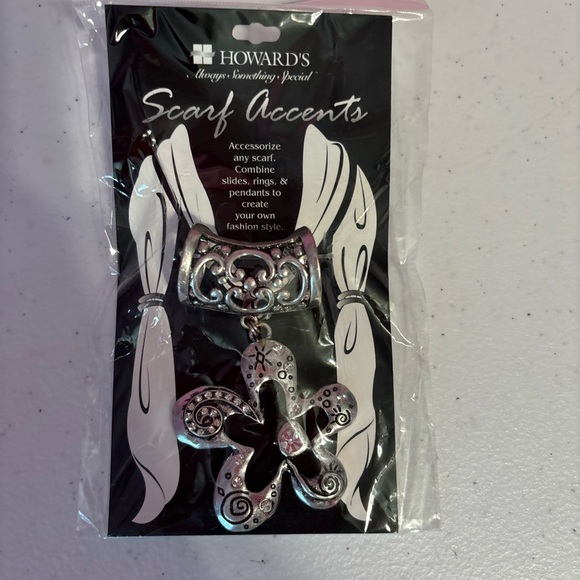 HOWARD'S
Always Something Special
Scarf Accents
Accessorize
any scarf.
Combine
slides, rings, &
pendants to
create
your own
fashion style.